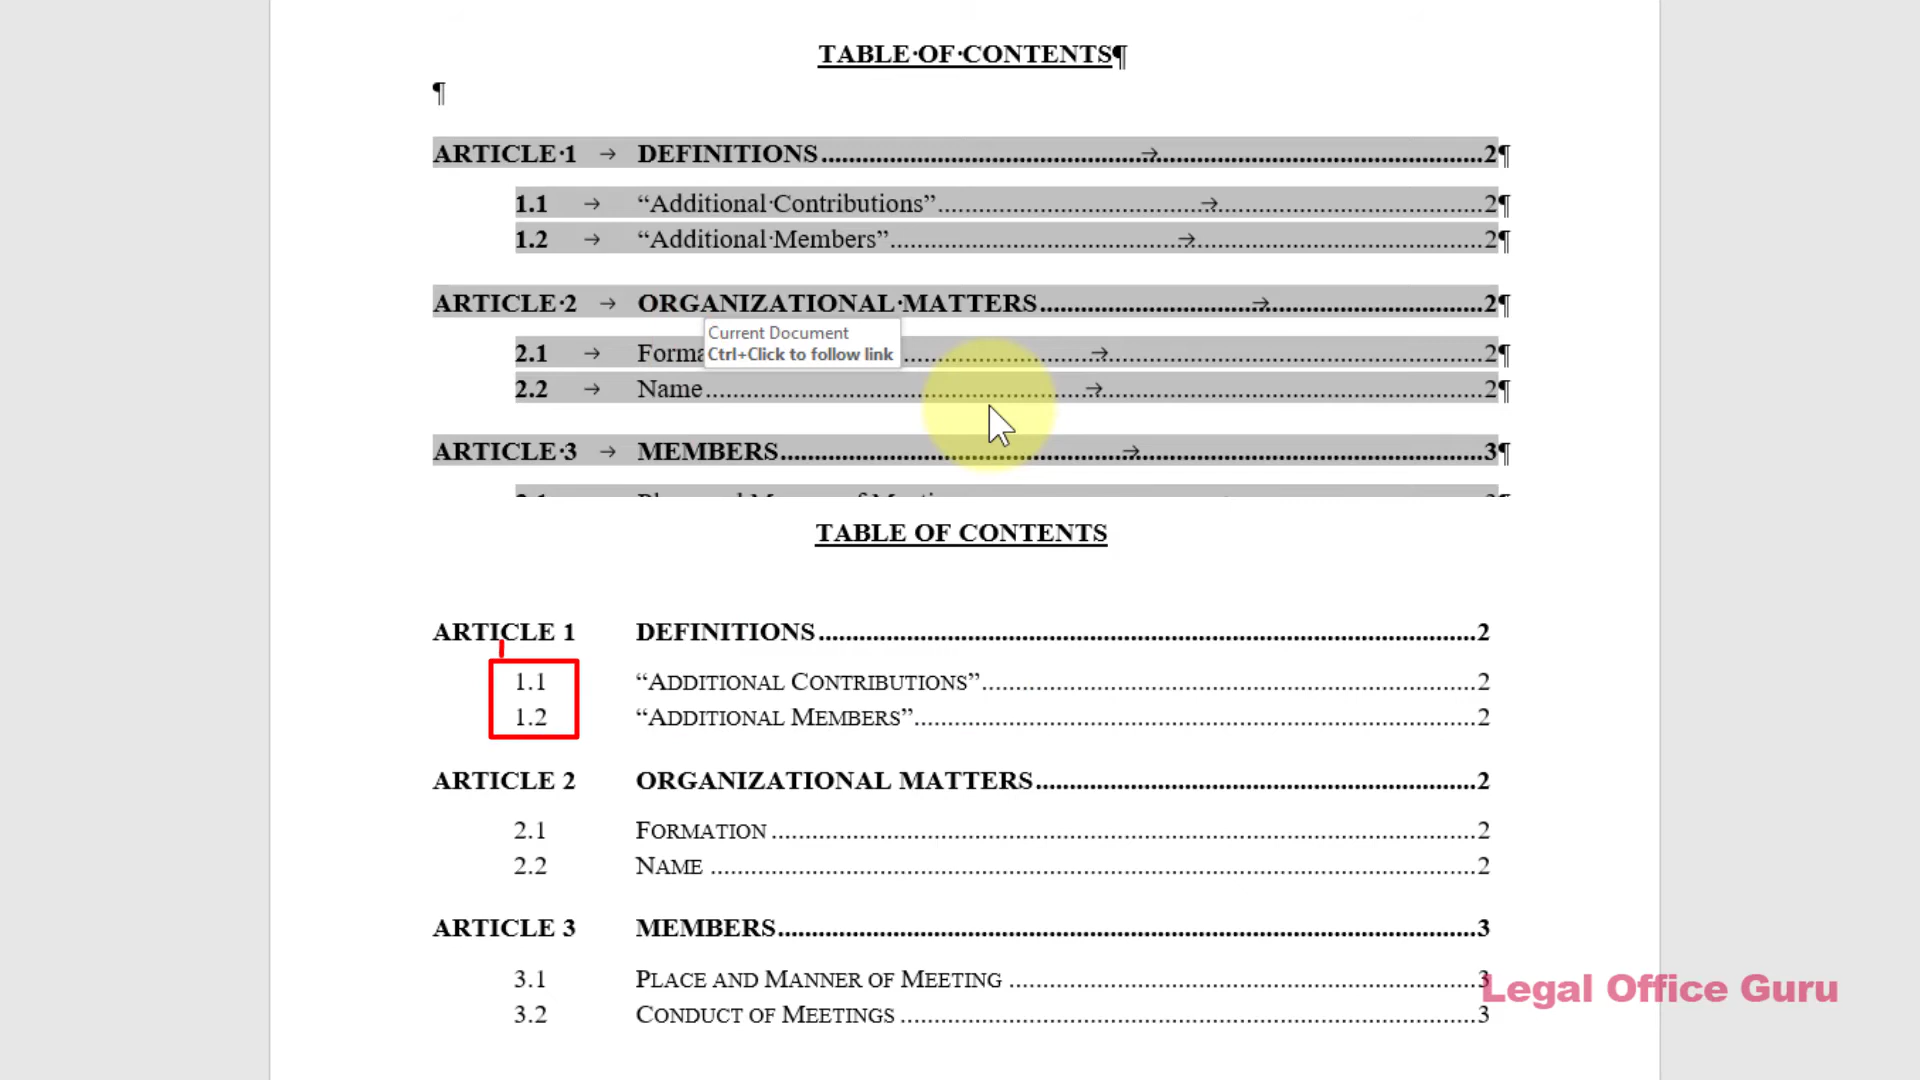 TABLE·OF·CONTENTS¶
¶
ARTICLE·1 → DEFINITIONS................................................→..................................................2¶
1.1 → “Additional·Contributions”.......................................→........................................2¶
1.2 → “Additional·Members”...........................................→...........................................2¶
ARTICLE·2 → ORGANIZATIONAL·MATTERS.................................→..................................2¶
Current Document
2.1 → Forma Ctrl+Click to follow link ............................→.........................................................2¶
2.2 → Name.........................................................→.........................................................2¶
ARTICLE·3 → MEMBERS.....................................................→.....................................................3¶
TABLE OF CONTENTS
ARTICLE 1 DEFINITIONS....................................................................................................2
1.1 “ADDITIONAL CONTRIBUTIONS”..........................................................................2
1.2 “ADDITIONAL MEMBERS”....................................................................................2
ARTICLE 2 ORGANIZATIONAL MATTERS...................................................................2
2.1 FORMATION.........................................................................................................2
2.2 NAME ..................................................................................................................2
ARTICLE 3 MEMBERS..........................................................................................................3
3.1 PLACE AND MANNER OF MEETING .......................................................................3
3.2 CONDUCT OF MEETINGS ......................................................................................3
Legal Office Guru